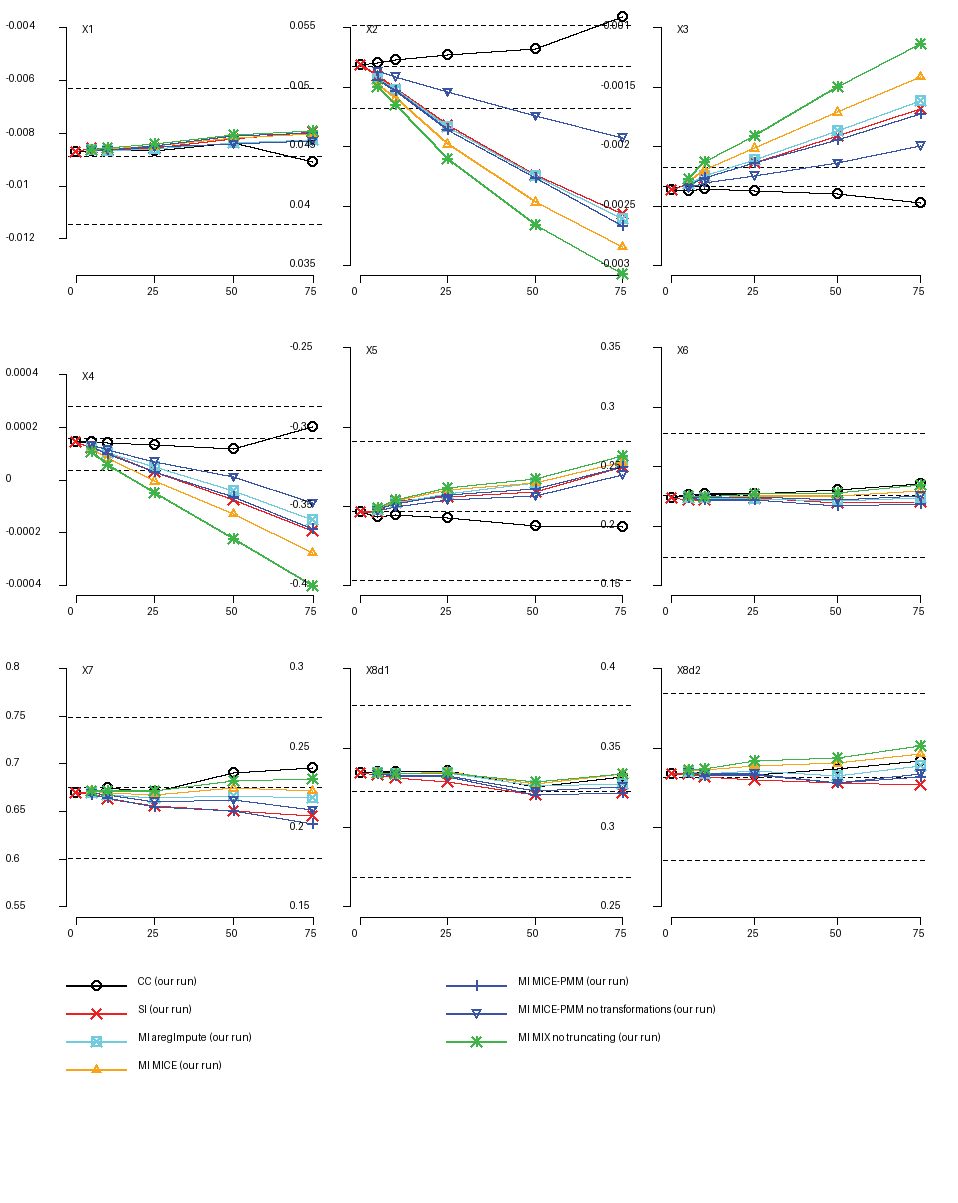 X1
-0.004
-0.006
-0.008
-0.01
-0.012
0 25 50 75
X2
0.055
0.05
0.045
0.04
0.035
0 25 50 75
X3
-0.001
-0.0015
-0.002
-0.0025
-0.003
0 25 50 75
X4
0.0004
0.0002
0
-0.0002
-0.0004
0 25 50 75
X5
-0.25
-0.3
-0.35
-0.4
0 25 50 75
X6
0.35
0.3
0.25
0.2
0.15
0 25 50 75
X7
0.8
0.75
0.7
0.65
0.6
0.55
0 25 50 75
X8d1
0.3
0.25
0.2
0.15
0 25 50 75
X8d2
0.4
0.35
0.3
0.25
0 25 50 75
CC (our run)
SI (our run)
MI aregImpute (our run)
MI MICE (our run)
MI MICE-PMM (our run)
MI MICE-PMM no transformations (our run)
MI MIX no truncating (our run)